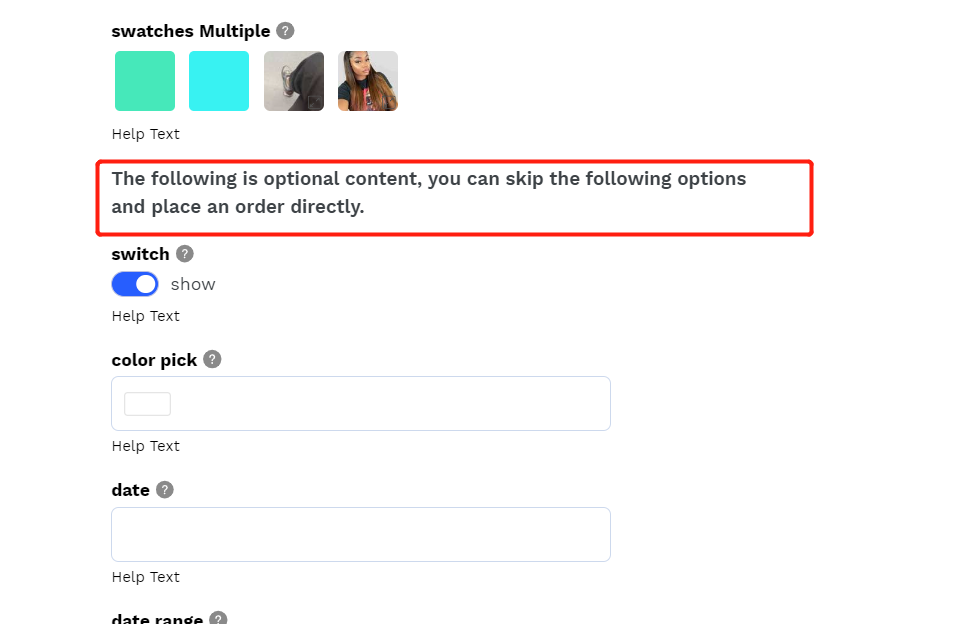 swatches Multiple ?
Help Text
The following is optional content, you can skip the following options
and place an order directly.
switch ?
show
Help Text
color pick ?
Help Text
date ?
Help Text
date range ?